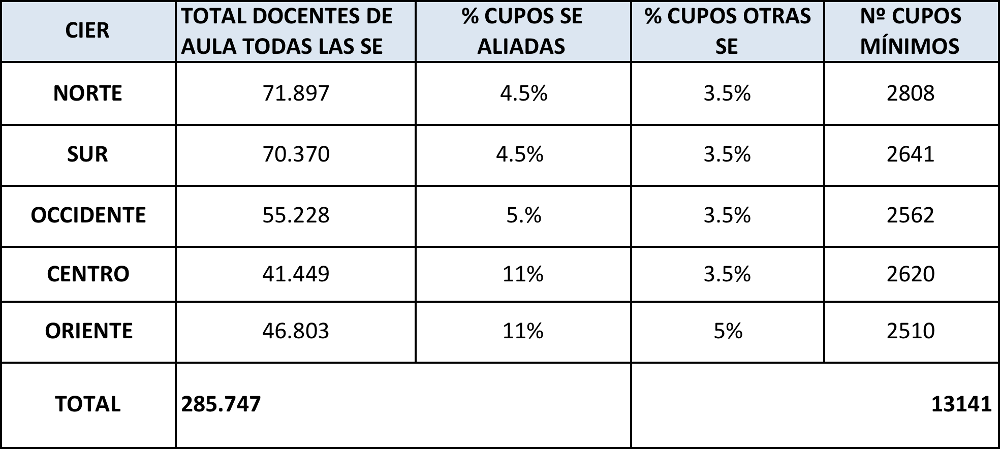 CIER
TOTAL DOCENTES DE
AULA TODAS LAS SE
% CUPOS SE
ALIADAS
% CUPOS OTRAS
SE
Nº CUPOS
MÍNIMOS
NORTE 71.897 4.5% 3.5% 2808
SUR 70.370 4.5% 3.5% 2641
OCCIDENTE 55.228 5.% 3.5% 2562
CENTRO 41.449 11% 3.5% 2620
ORIENTE 46.803 11% 5% 2510
TOTAL 285.747 13141